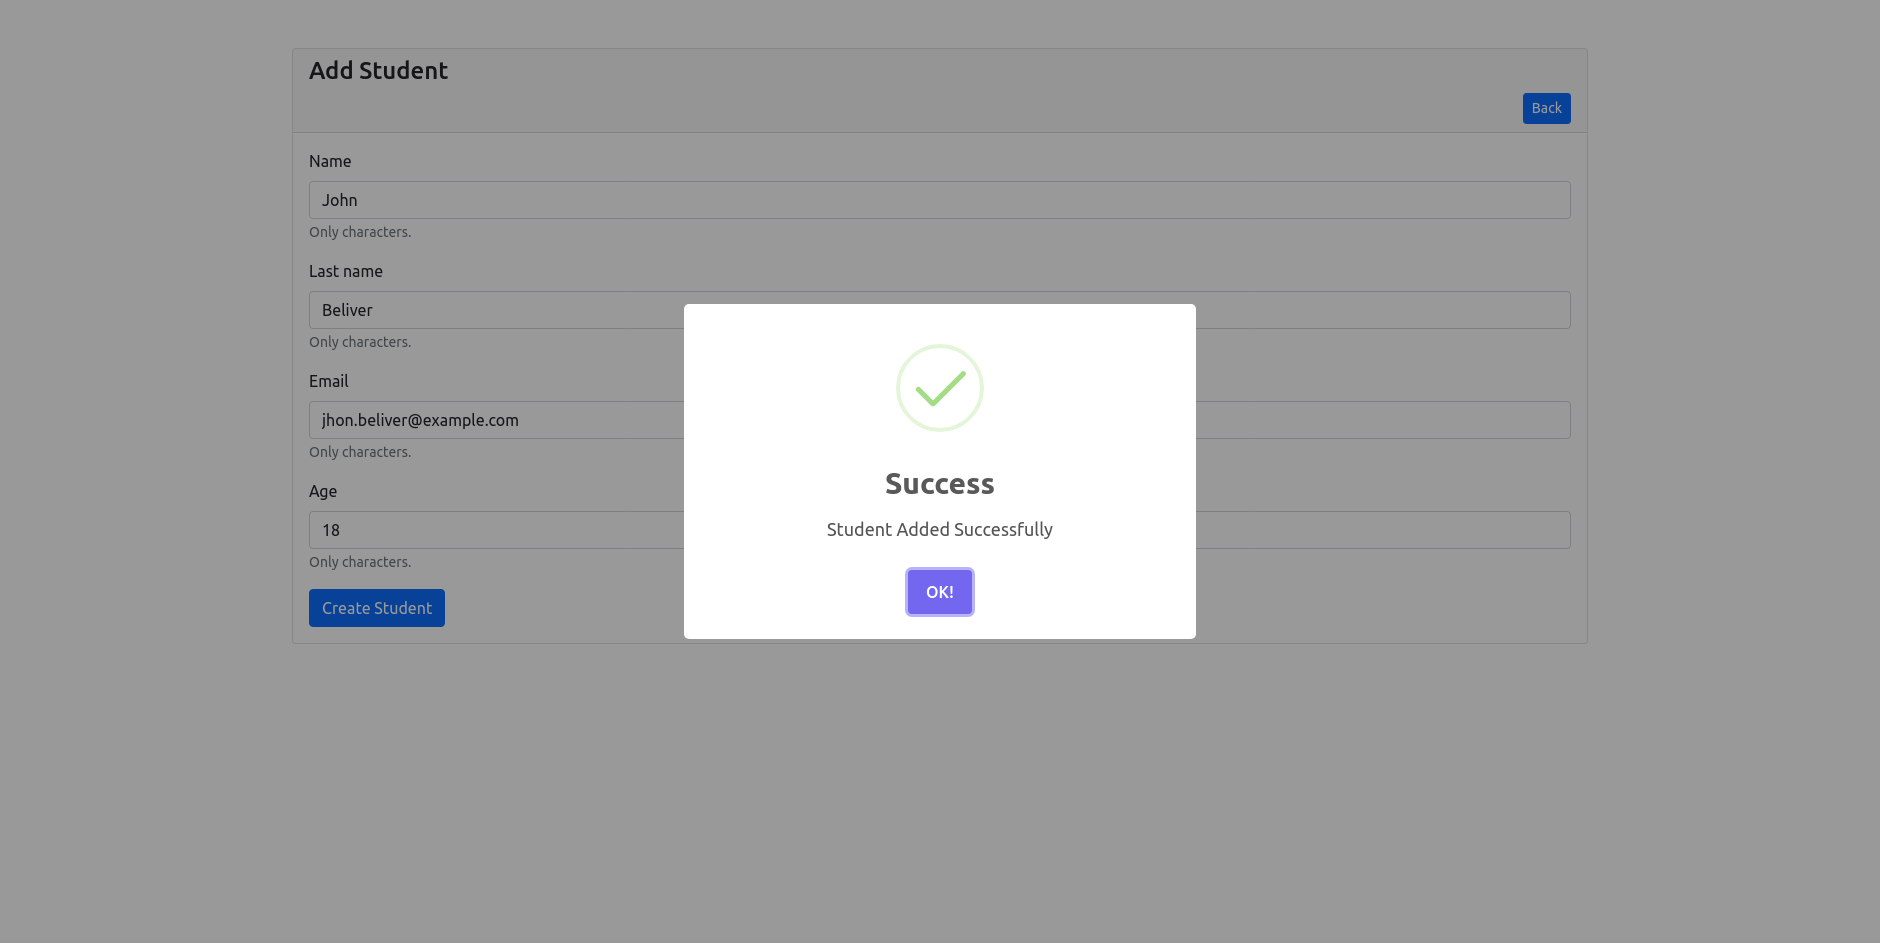 Add Student
Back
Name
John
Only characters.
Last name
Beliver
Only characters.
Email
jhon.beliver@example.com
Only characters.
Age
18
Only characters.
Create Student
Success
Student Added Successfully
OK!